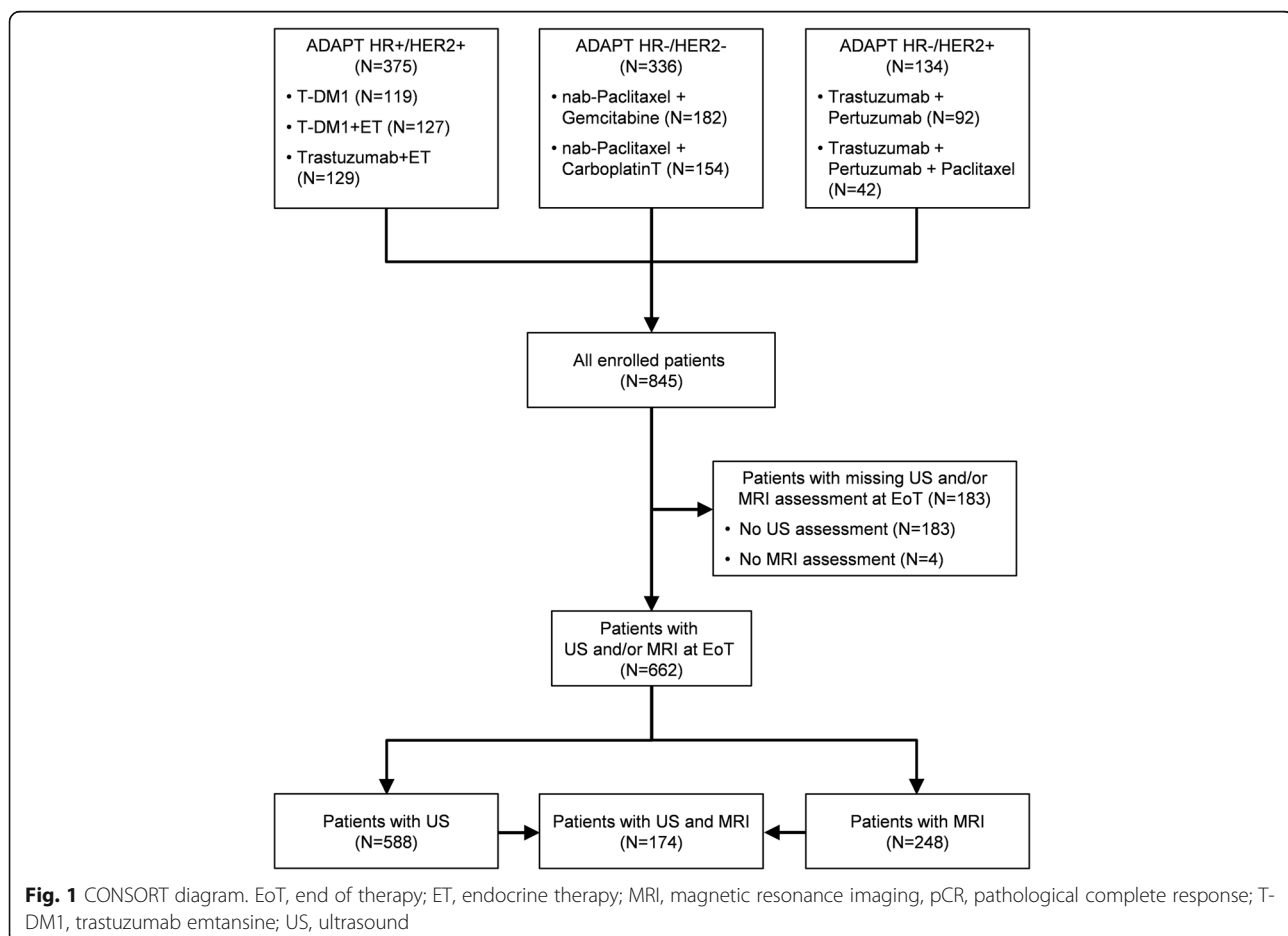 ADAPT HR+/HER2+
(N=375)
• T-DM1 (N=119)
• T-DM1+ET (N=127)
• Trastuzumab+ET
(N=129)
ADAPT HR-/HER2-
(N=336)
• nab-Paclitaxel +
Gemcitabine (N=182)
• nab-Paclitaxel +
CarboplatinT (N=154)
ADAPT HR-/HER2+
(N=134)
• Trastuzumab +
Pertuzumab (N=92)
• Trastuzumab +
Pertuzumab + Paclitaxel
(N=42)
All enrolled patients
(N=845)
Patients with missing US and/or
MRI assessment at EoT (N=183)
• No US assessment (N=183)
• No MRI assessment (N=4)
Patients with
US and/or MRI at EoT
(N=662)
Patients with US
(N=588)
Patients with US and MRI
(N=174)
Patients with MRI
(N=248)
Fig. 1 CONSORT diagram. EoT, end of therapy; ET, endocrine therapy; MRI, magnetic resonance imaging, pCR, pathological complete response; T-
DM1, trastuzumab emtansine; US, ultrasound